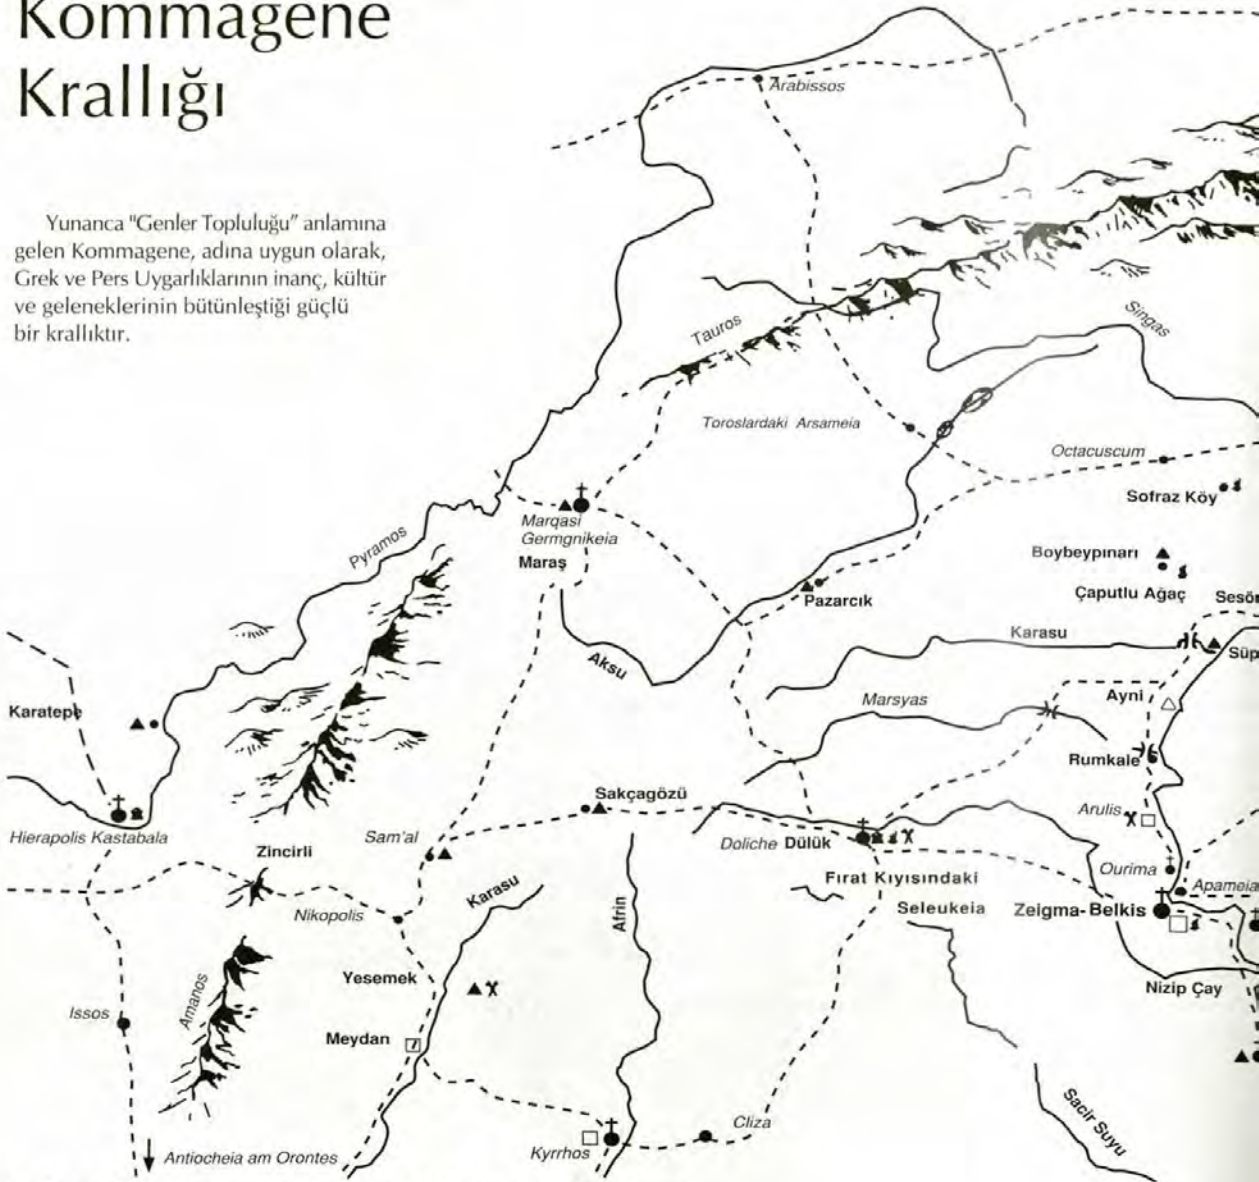 Kommagene
Krallığı
Yunanca "Genler Topluluğu" anlamına
gelen Kommagene, adına uygun olarak,
Grek ve Pers Uygarlıklarının inanç, kültür
ve geleneklerinin bütünleştiği güçlü
bir krallıktır.
Arabissos
Tauros
Singas
Toroslardaki Arsameia
Octacuscum
Sofraz Köy
Marqasi
Germgnikeia
Maraş
Pyramos
Boybeypınarı
Çaputlu Ağaç
Pazarcık
Karasu
Aksu
Marsyas
Ayni
Karatepe
Rumkale
Sakçagözü
Arulis
Hierapolis Kastabala
Sam'al
Doliche Dülük
Zincirli
Ourima
Fırat Kıyısındaki
Apameia
Karasu
Afrin
Seleukeia
Zeigma-Belkis
Nikopolis
Yesemek
Nizip Çay
Amanos
Issos
Meydan
Sacir Suyu
Cliza
Kyrrhos
Antiocheia am Orontes